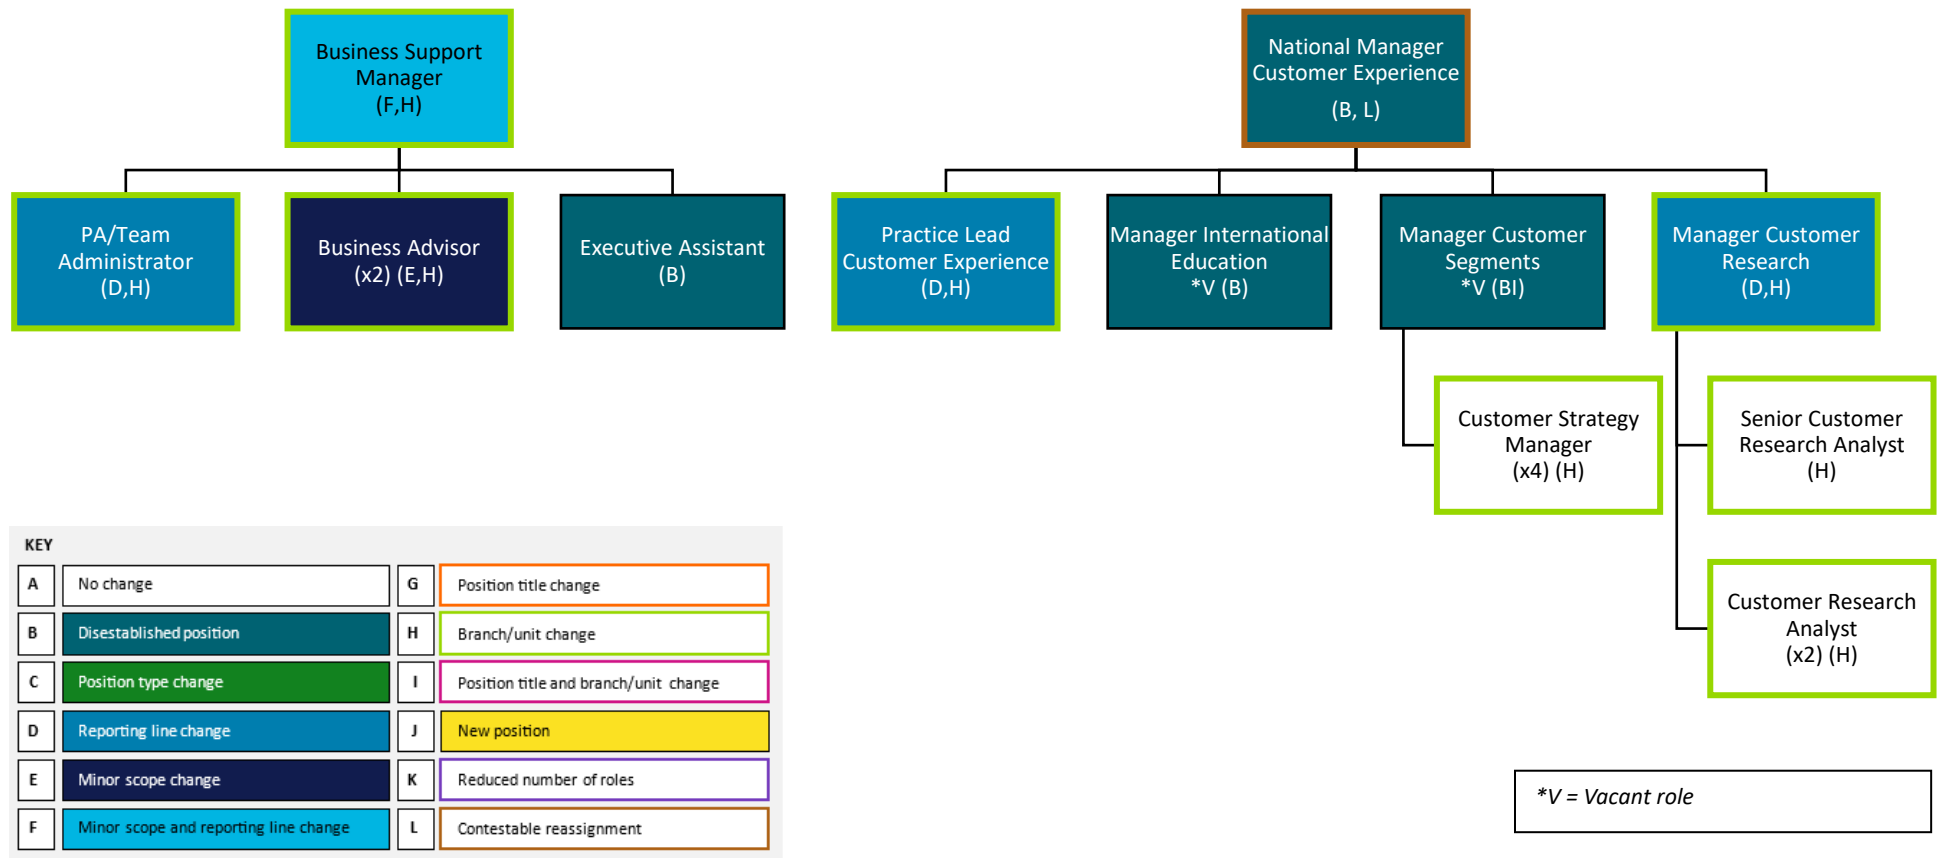 Business Support
Manager
(F,H)
National Manager
Customer Experience
(B, L)
PA/Team
Administrator
(D,H)
Business Advisor
(x2) (E,H)
Executive Assistant
(B)
Practice Lead
Customer Experience
(D,H)
Manager International
Education
*V (B)
Manager Customer
Segments
*V (BI)
Manager Customer
Research
(D,H)
Customer Strategy
Manager
(x4) (H)
Senior Customer
Research Analyst
(H)
Customer Research
Analyst
(x2) (H)
KEY
A No change
B Disestablished position
C Position type change
D Reporting line change
E Minor scope change
F Minor scope and reporting line change
G Position title change
H Branch/unit change
I Position title and branch/unit change
J New position
K Reduced number of roles
L Contestable reassignment
*V = Vacant role